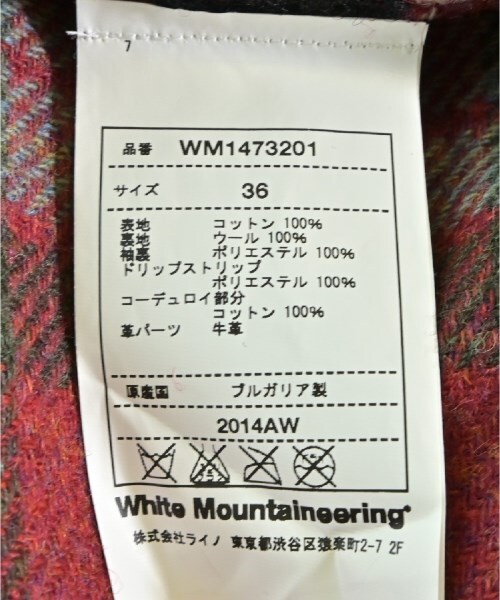 7
品番 WM1473201
サイズ 36
表地 コットン 100%
裏地 ウール 100%
袖裏 ポリエステル 100%
ドリップストリップ
ポリエステル 100%
コーデュロイ部分
コットン 100%
革パーツ 牛革
原産国 ブルガリア製
2014AW
White Mountaineering
株式会社ライノ 東京都渋谷区猿楽町2-7 2F